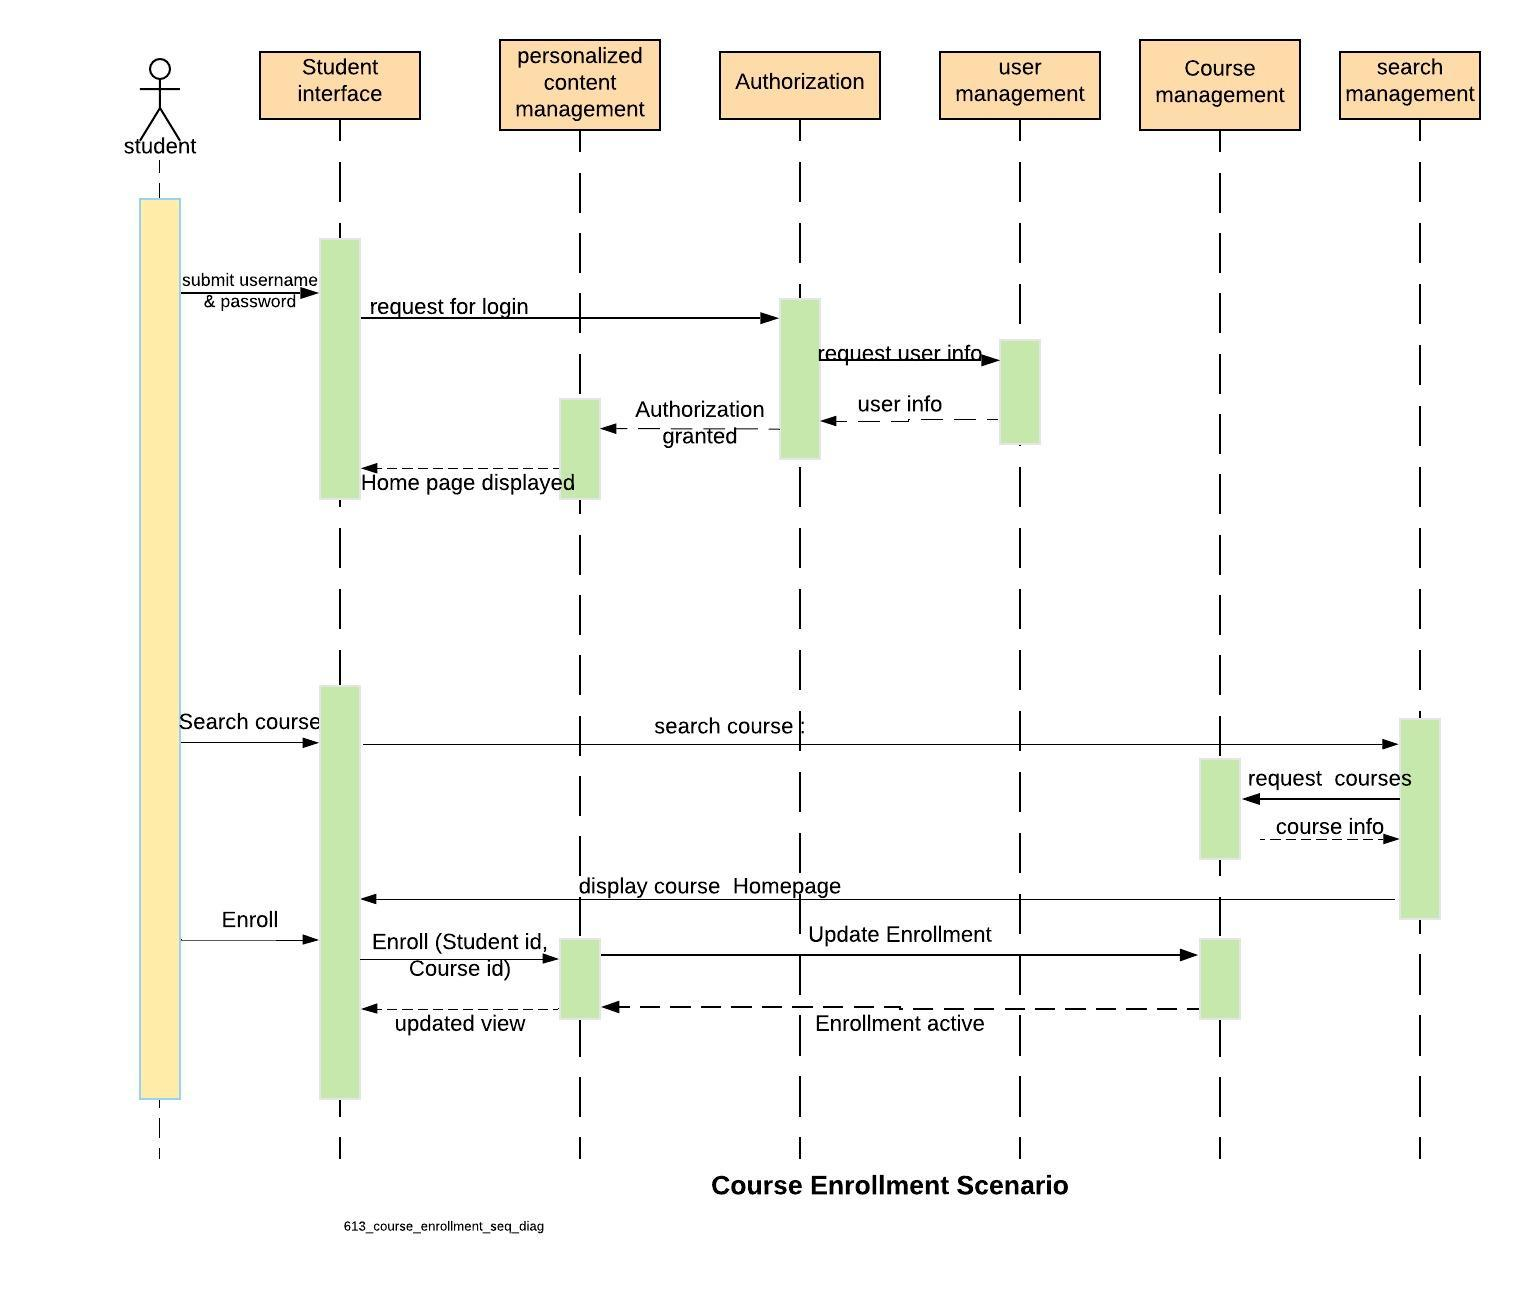 student
Student
interface
personalized
content
management
Authorization
user
management
Course
management
search
management
submit username
& password
request for login
request user info
user info
Authorization
granted
Home page displayed
Search course
search course :
request  courses
course info
display course  Homepage
Enroll
Enroll (Student id,
Course id)
Update Enrollment
updated view
Enrollment active
Course Enrollment Scenario
613_course_enrollment_seq_diag